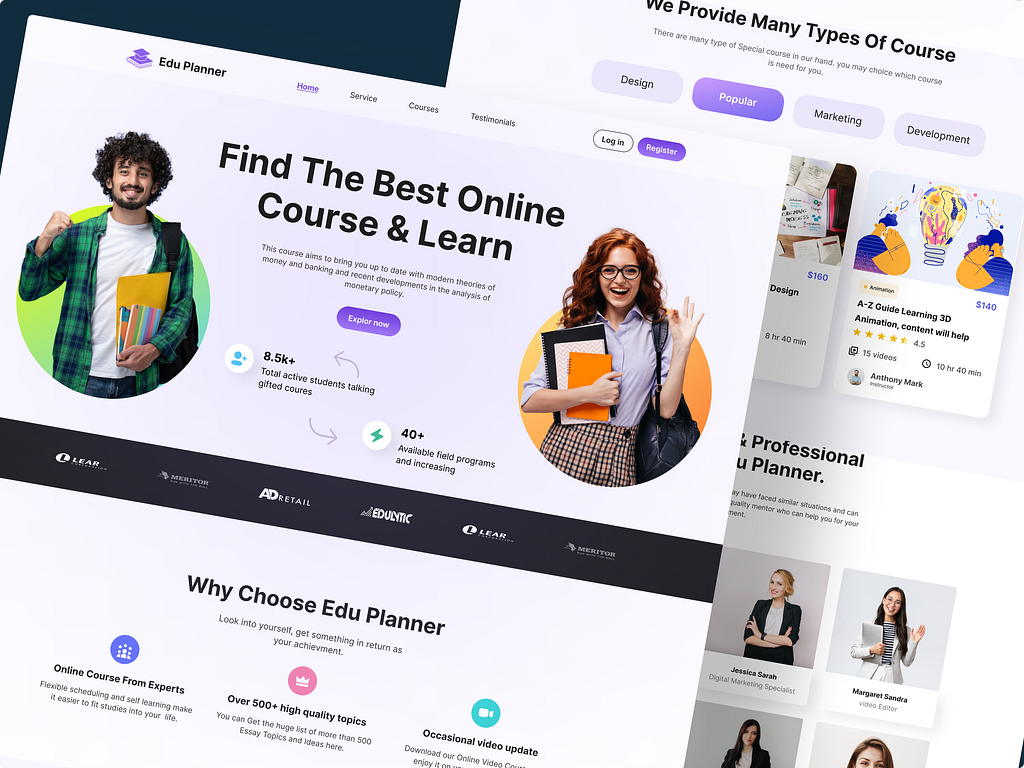 Edu Planner
Home
Service
Courses
Testimonials
Log in
Register
Find The Best Online
Course & Learn
This course aims to bring you up to date with modern theories of
money and banking and recent developments in the analysis of
monetary policy.
Explor now
8.5k+
Total active students talking
gifted coures
40+
Available field programs
and increasing
LEAR
CORPORATION
MERITOR
AD RETAIL
EDULYTIC
LEAR
CORPORATION
MERITOR
Why Choose Edu Planner
Look into yourself, get something in return as
your achievment.
Online Course From Experts
Flexible scheduling and self learning make
it easier to fit studies into your life.
Over 500+ high quality topics
You can Get the huge list of more than 500
Essay Topics and Ideas here.
Occasional video update
Download our Online Video Cour
enjoy it on
We Provide Many Types Of Course
There are many type of Special course in our hand. you may choice which course
is need for you.
Design
Popular
Marketing
Development
$160
Design
8 hr 40 min
Animation
$140
A-Z Guide Learning 3D
Animation, content will help
4.5
15 videos
10 hr 40 min
Anthony Mark
Instructor
& Professional
u Planner.
ay have faced similar situations and can
quality mentor who can help you for your
ment.
Jessica Sarah
Digital Marketing Specialist
Margaret Sandra
video Editor